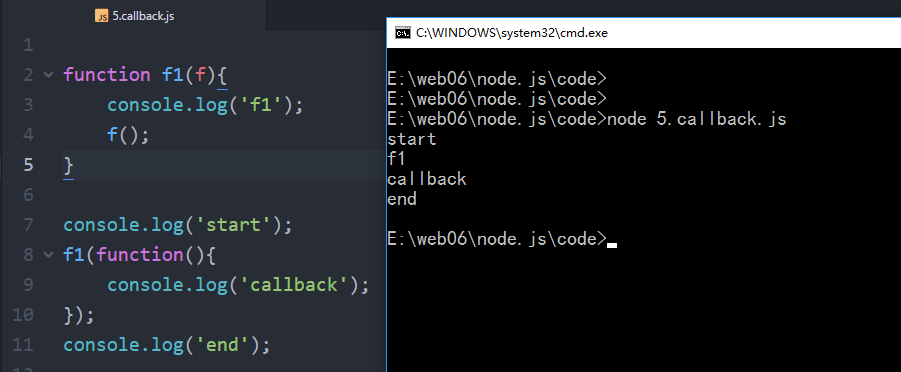 5.callback.js
1
2 function f1(f){
3 console.log('f1');
4 f();
5 }
6
7 console.log('start');
8 f1(function(){
9 console.log('callback');
10 });
11 console.log('end');
C:\WINDOWS\system32\cmd.exe
E:\web06\node.js\code>
E:\web06\node.js\code>
E:\web06\node.js\code>node 5.callback.js
start
f1
callback
end
E:\web06\node.js\code>